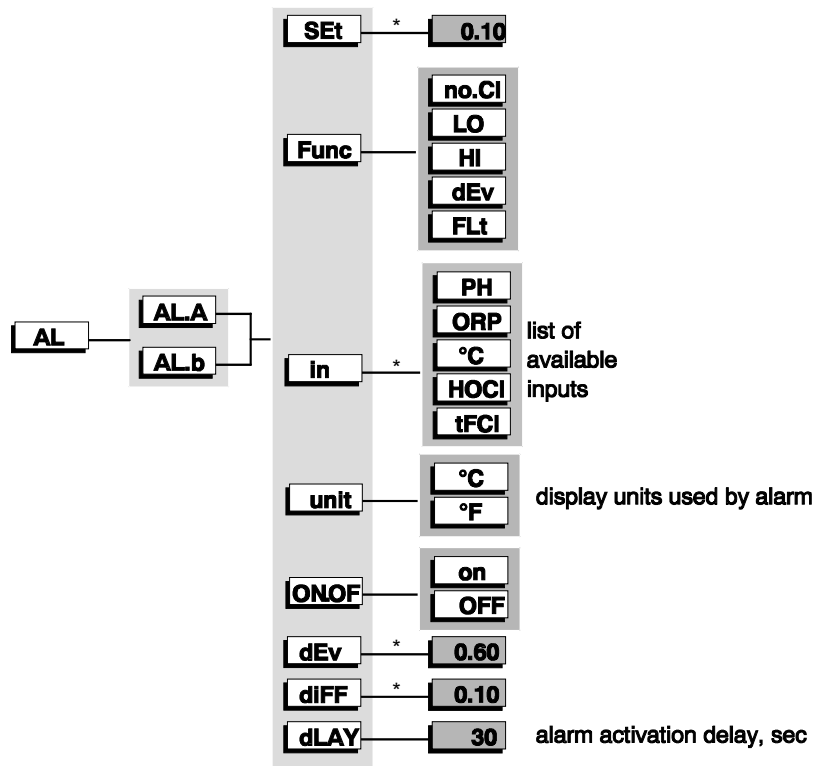 SEt * 0.10
no.Cl
LO
Func HI
dEv
FLt
AL.A
AL
AL.b
PH
ORP list of
in * °C available
HOCl inputs
tFCl
°C
unit display units used by alarm
°F
on
ON.OF
OFF
dEv * 0.60
diFF * 0.10
dLAY 30 alarm activation delay, sec